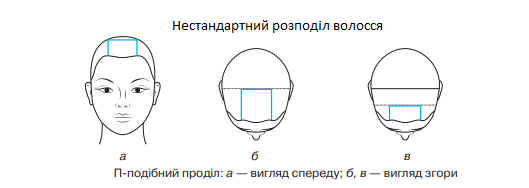 Нестандартний розподіл волосся
а б в
П-подібний проділ: а — вигляд спереду; б, в — вигляд згори